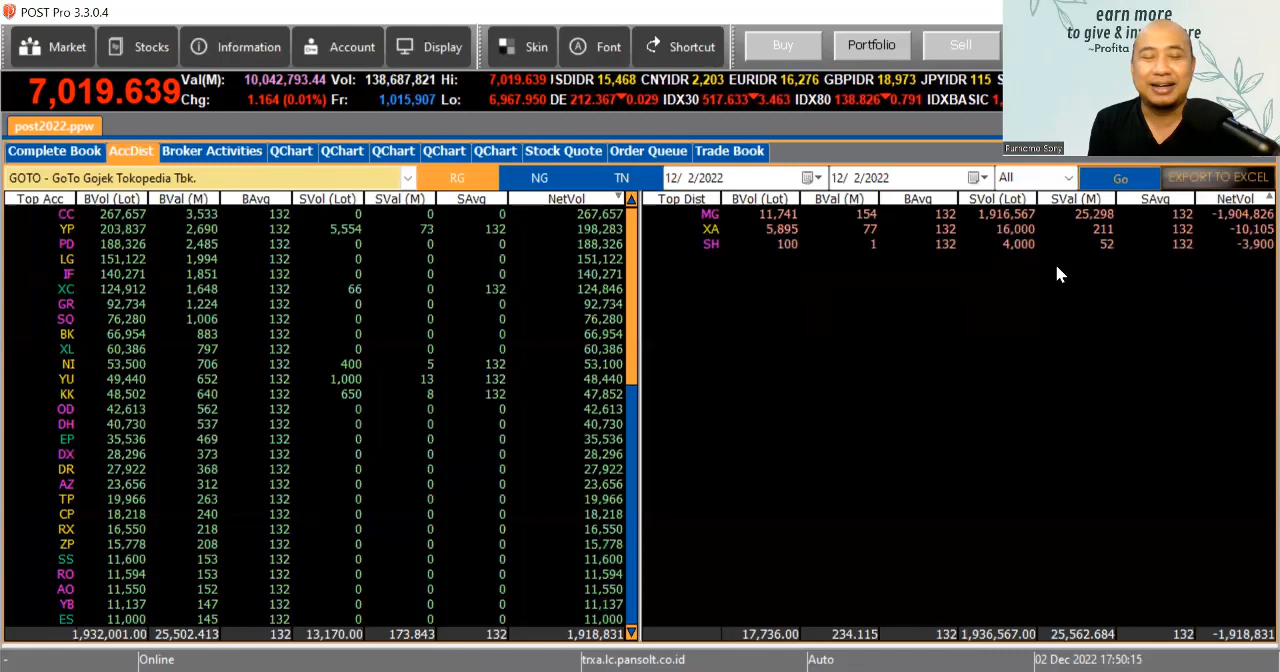 POST Pro 3.3.0.4
Market Stocks Information Account Display Skin Font Shortcut Buy Portfolio Sell
earn more
~Profita
7,019.639 Val(M): 10,042,793.44 Vol: 138,687,821 Hi: 7,019.639 USDIDR 15,468 CNYIDR 2,203 EURIDR 16,276 GBPIDR 18,973 JPYIDR 115
Chg: 1.164 (0.01%) Fr: 1,015,907 Lo: 6,967.950 DE 212.367 0.029 IDX30 517.633 3.463 IDX80 138.826 0.791 IDXBASIC
post2022.ppw
Purnomo Sony
Complete Book AccDist Broker Activities QChart QChart QChart QChart QChart Stock Quote Order Queue Trade Book
GOTO - GoTo Gojek Tokopedia Tbk. RG NG TN 12/ 2/2022 12/ 2/2022 All Go EXPORT TO EXCEL
Top Acc BVol (Lot) BVal (M) BAvg SVol (Lot) SVal (M) SAvg NetVol
CC 267,657 3,533 132 0 0 0 267,657
YP 203,837 2,690 132 5,554 73 132 198,283
PD 188,326 2,485 132 0 0 0 188,326
LG 151,122 1,994 132 0 0 0 151,122
IF 140,271 1,851 132 0 0 0 140,271
XC 124,912 1,648 132 66 0 132 124,846
GR 92,734 1,224 132 0 0 0 92,734
SQ 76,280 1,006 132 0 0 0 76,280
BK 66,954 883 132 0 0 0 66,954
XL 60,386 797 132 0 0 0 60,386
NI 53,500 706 132 400 5 132 53,100
YU 49,440 652 132 1,000 13 132 48,440
KK 48,502 640 132 650 8 132 47,852
OD 42,613 562 132 0 0 0 42,613
DH 40,730 537 132 0 0 0 40,730
EP 35,536 469 132 0 0 0 35,536
DX 28,296 373 132 0 0 0 28,296
DR 27,922 368 132 0 0 0 27,922
AZ 23,656 312 132 0 0 0 23,656
TP 19,966 263 132 0 0 0 19,966
CP 18,218 240 132 0 0 0 18,218
RX 16,550 218 132 0 0 0 16,550
ZP 15,778 208 132 0 0 0 15,778
SS 11,600 153 132 0 0 0 11,600
RO 11,594 153 132 0 0 0 11,594
AO 11,550 152 132 0 0 0 11,550
YB 11,137 147 132 0 0 0 11,137
ES 11,000 145 132 0 0 0 11,000
1,932,001.00 25,502.413 132 13,170.00 173.843 132 1,918,831
Top Dist BVol (Lot) BVal (M) BAvg SVol (Lot) SVal (M) SAvg NetVol
MG 11,741 154 132 1,916,567 25,298 132 -1,904,826
XA 5,895 77 132 16,000 211 132 -10,105
SH 100 1 132 4,000 52 132 -3,900
17,736.00 234.115 132 1,936,567.00 25,562.684 132 -1,918,831
- Online trxa.lc.pansolt.co.id Auto 02 Dec 2022 17:50:15